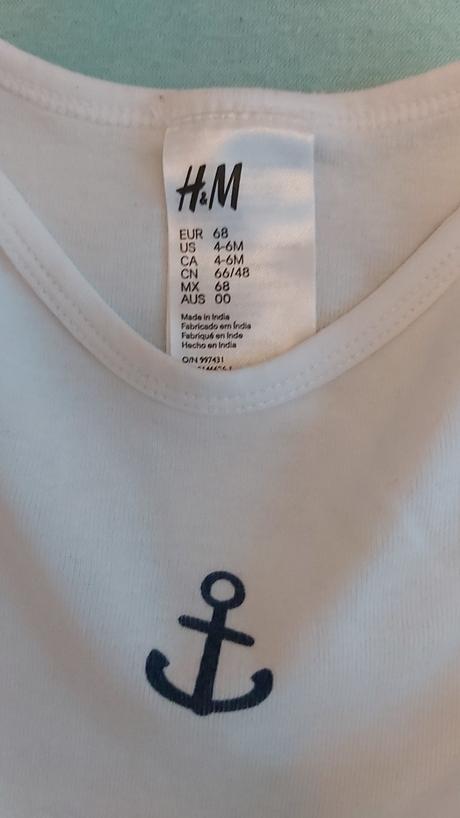 H&M
EUR 68
US 4-6M
CA 4-6M
CN 66/48
MX 68
AUS 00
Made in India
Fabricado em Índia
Fabriqué en Inde
Hecho en India
O/N 997431